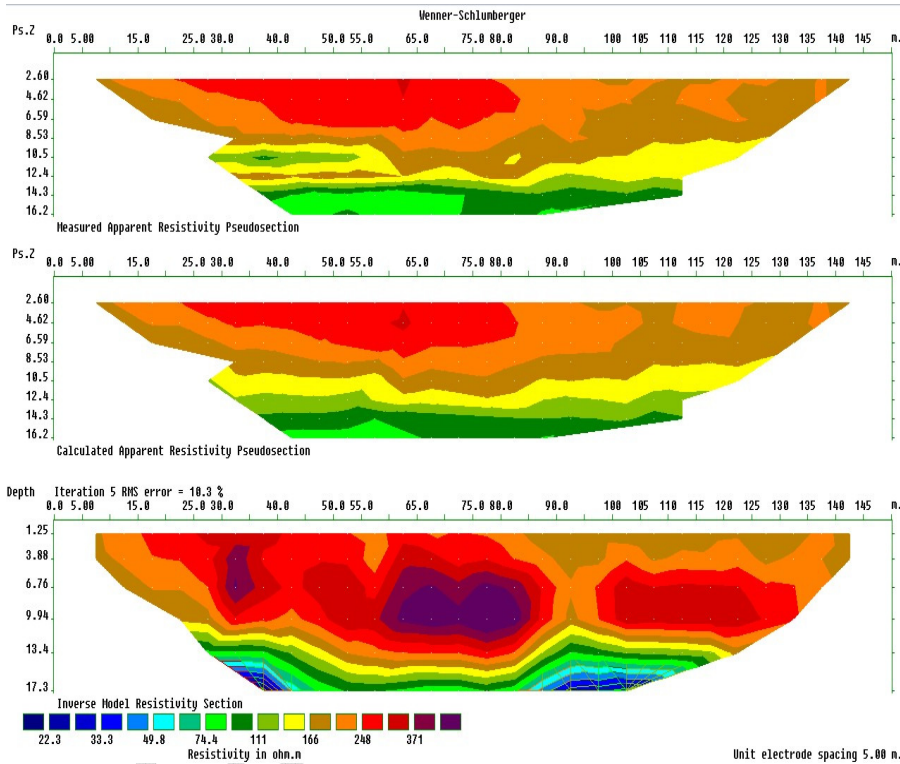 Wenner-Schlumberger
Ps.Z 0.0 5.00 15.0 25.0 30.0 40.0 50.0 55.0 65.0 75.0 80.0 90.0 100 105 115 125 130 140 145 m.
2.60
4.62
6.59
8.53
10.5
12.4
14.3
16.2
Measured Apparent Resistivity Pseudosection
Ps.Z 0.0 5.00 15.0 25.0 30.0 40.0 50.0 55.0 65.0 75.0 80.0 90.0 100 105 115 125 130 140 145 m.
2.60
4.62
6.59
8.53
10.5
12.4
14.3
16.2
Calculated Apparent Resistivity Pseudosection
Depth Iteration 5 RMS error = 10.3 %
0.0 5.00 15.0 25.0 30.0 40.0 50.0 55.0 65.0 75.0 80.0 90.0 100 105 115 125 130 140 145 m.
1.25
3.88
6.76
9.94
13.4
17.3
Inverse Model Resistivity Section
22.3 33.3 49.8 74.4 111 166 248 371
Resistivity in ohm.m Unit electrode spacing 5.00 m.